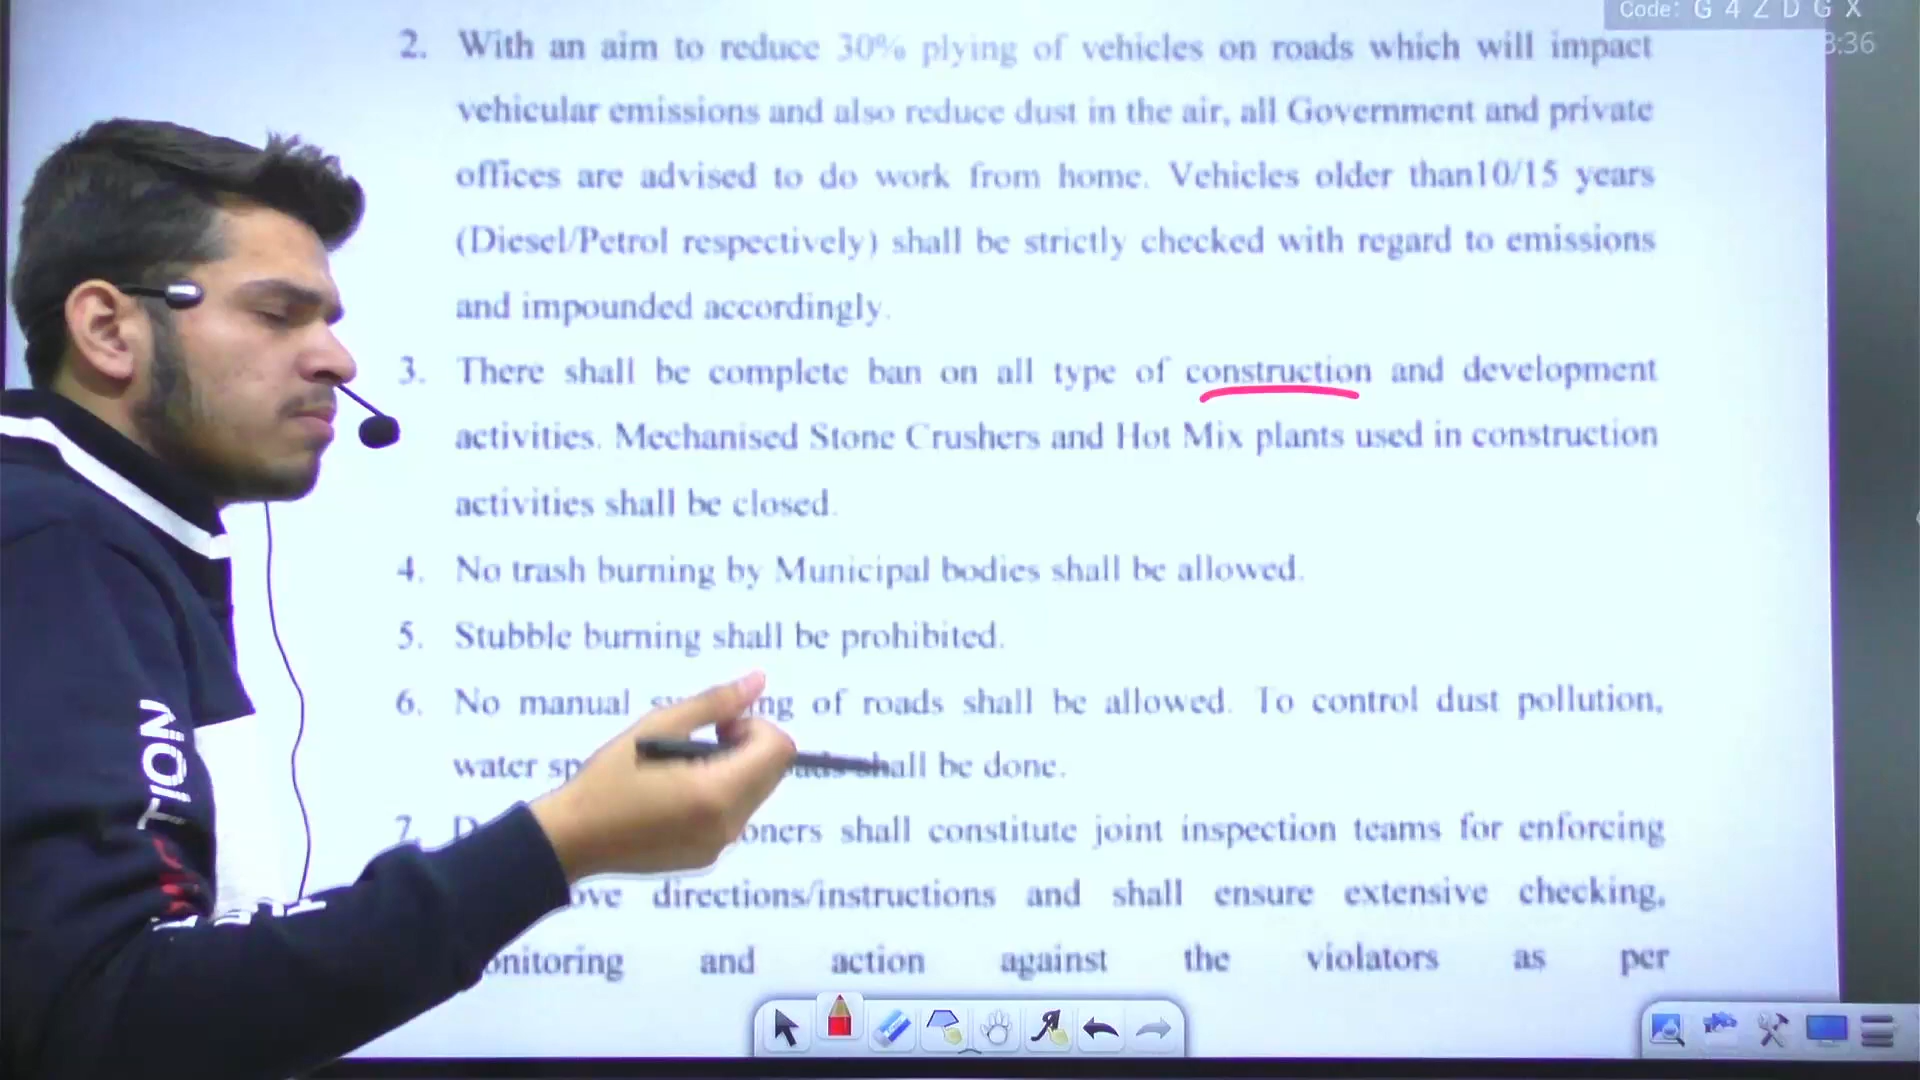 Code: G 4 Z D G X
8:36
2. With an aim to reduce 30% plying of vehicles on roads which will impact
vehicular emissions and also reduce dust in the air, all Government and private
offices are advised to do work from home. Vehicles older than10/15 years
(Diesel/Petrol respectively) shall be strictly checked with regard to emissions
and impounded accordingly.
3. There shall be complete ban on all type of construction and development
activities. Mechanised Stone Crushers and Hot Mix plants used in construction
activities shall be closed.
4. No trash burning by Municipal bodies shall be allowed.
5. Stubble burning shall be prohibited.
6. No manual of roads shall be allowed. To control dust pollution,
water shall be done.
7. shall constitute joint inspection teams for enforcing
directions/instructions and shall ensure extensive checking,
and action against the violators as per
TION